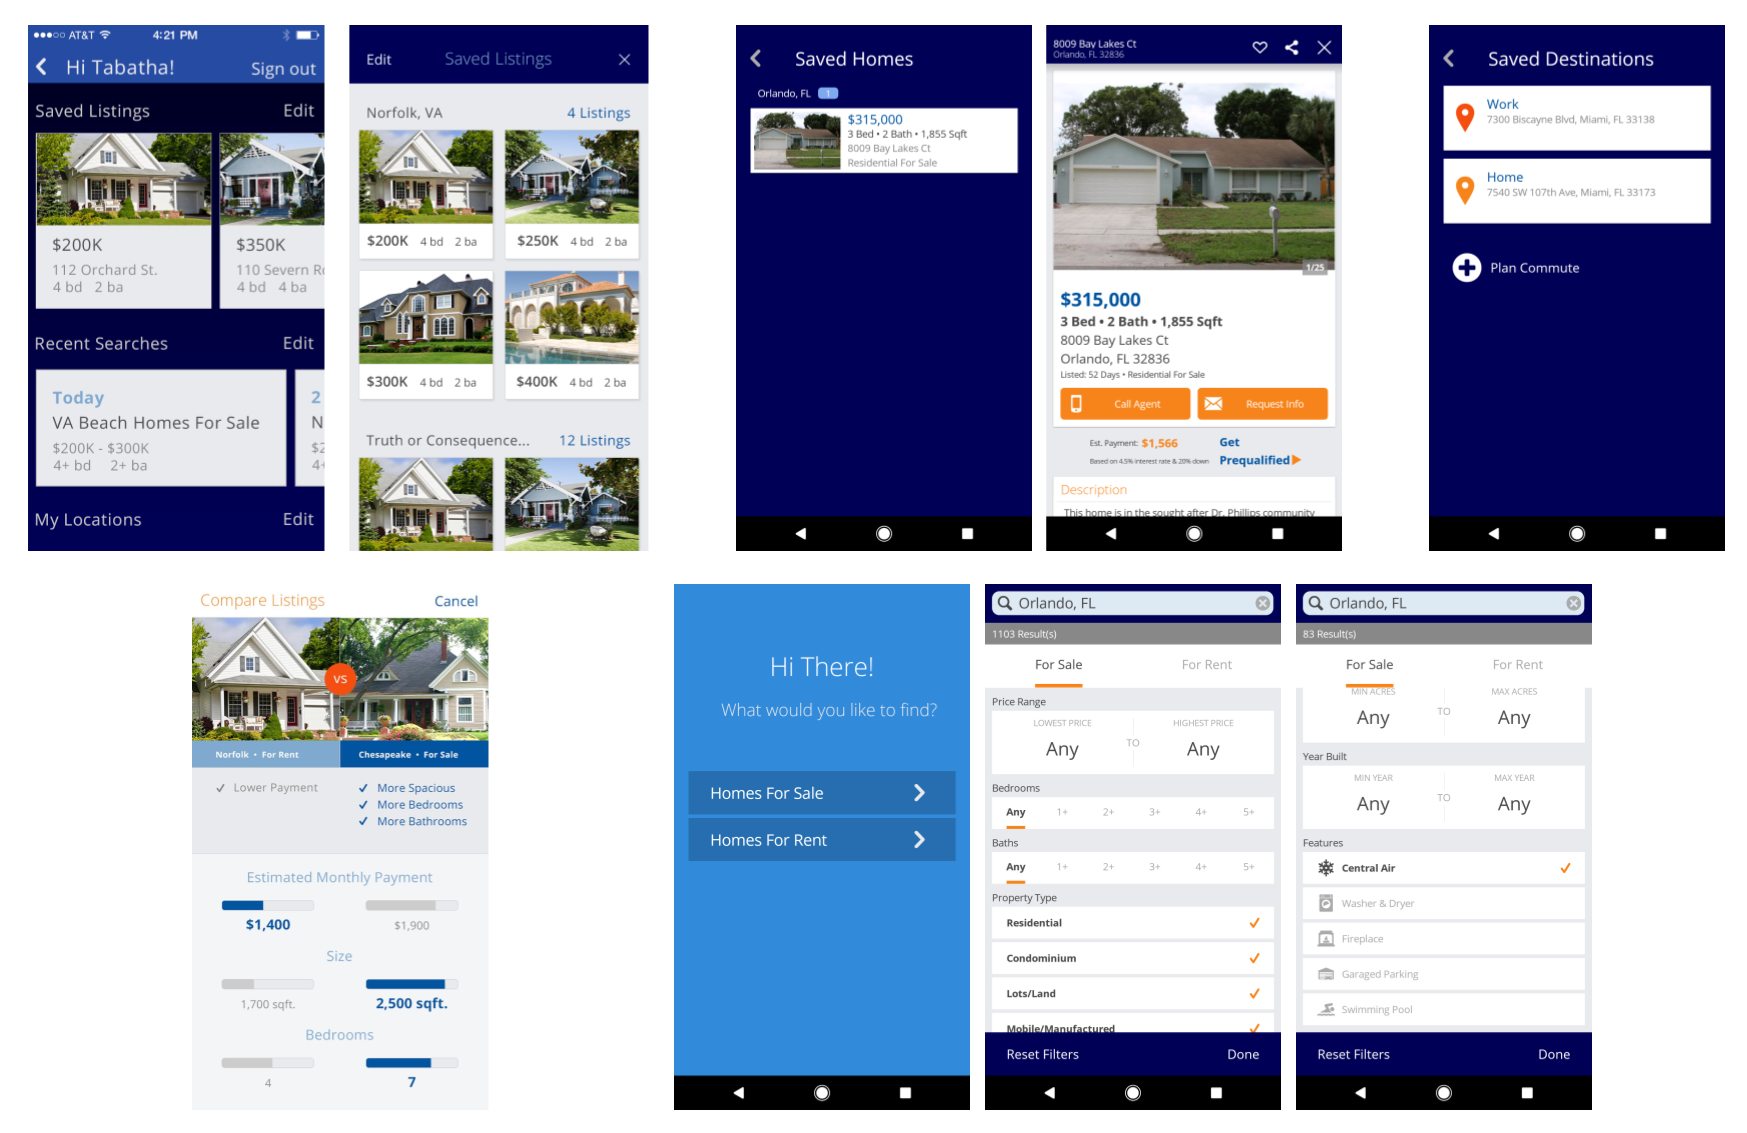 AT&T
4:21 PM
Hi Tabatha!
Sign out
Saved Listings
Edit
$200K
112 Orchard St.
4 bd 2 ba
$350K
110 Severn R
4 bd 4 ba
Recent Searches
Edit
Today
VA Beach Homes For Sale
$200K - $300K
4+ bd 2+ ba
2
N
$2
4+
My Locations
Edit
Edit
Saved Listings
Norfolk, VA
4 Listings
$200K 4 bd 2 ba
$250K 4 bd 2 ba
$300K 4 bd 2 ba
$400K 4 bd 2 ba
Truth or Consequence...
12 Listings
Saved Homes
Orlando, FL 1
$315,000
3 Bed • 2 Bath • 1,855 Sqft
8009 Bay Lakes Ct
Residential For Sale
8009 Bay Lakes Ct
Orlando, FL 32836
1/25
$315,000
3 Bed • 2 Bath • 1,855 Sqft
8009 Bay Lakes Ct
Orlando, FL 32836
Listed: 52 Days • Residential For Sale
Call Agent
Request Info
Est. Payment: $1,566
Based on 4.5% interest rate & 20% down
Get
Prequalified
Description
This home is in the sought after Dr. Phillips community
Saved Destinations
Work
7300 Biscayne Blvd, Miami, FL 33138
Home
7540 SW 107th Ave, Miami, FL 33173
Plan Commute
Compare Listings
Cancel
VS
Norfolk • For Rent
Chesapeake • For Sale
Lower Payment
More Spacious
More Bedrooms
More Bathrooms
Estimated Monthly Payment
$1,400
$1,900
Size
1,700 sqft.
2,500 sqft.
Bedrooms
4
7
Hi There!
What would you like to find?
Homes For Sale
Homes For Rent
Orlando, FL
1103 Result(s)
For Sale
For Rent
Price Range
LOWEST PRICE
HIGHEST PRICE
Any
TO
Any
Bedrooms
Any 1+ 2+ 3+ 4+ 5+
Baths
Any 1+ 2+ 3+ 4+ 5+
Property Type
Residential
Condominium
Lots/Land
Mobile/Manufactured
Reset Filters
Done
Orlando, FL
83 Result(s)
For Sale
For Rent
MIN ACRES
MAX ACRES
Any
TO
Any
Year Built
MIN YEAR
MAX YEAR
Any
TO
Any
Features
Central Air
Washer & Dryer
Fireplace
Garaged Parking
Swimming Pool
Reset Filters
Done